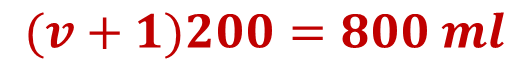 (v + 1)200 = 800 ml